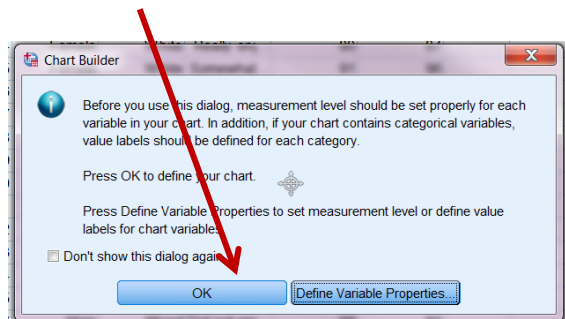 Chart Builder
Before you use this dialog, measurement level should be set properly for each
variable in your chart. In addition, if your chart contains categorical variables,
value labels should be defined for each category.
Press OK to define your chart.
Press Define Variable Properties to set measurement level or define value
labels for chart variables.
Don't show this dialog again
OK
Define Variable Properties...